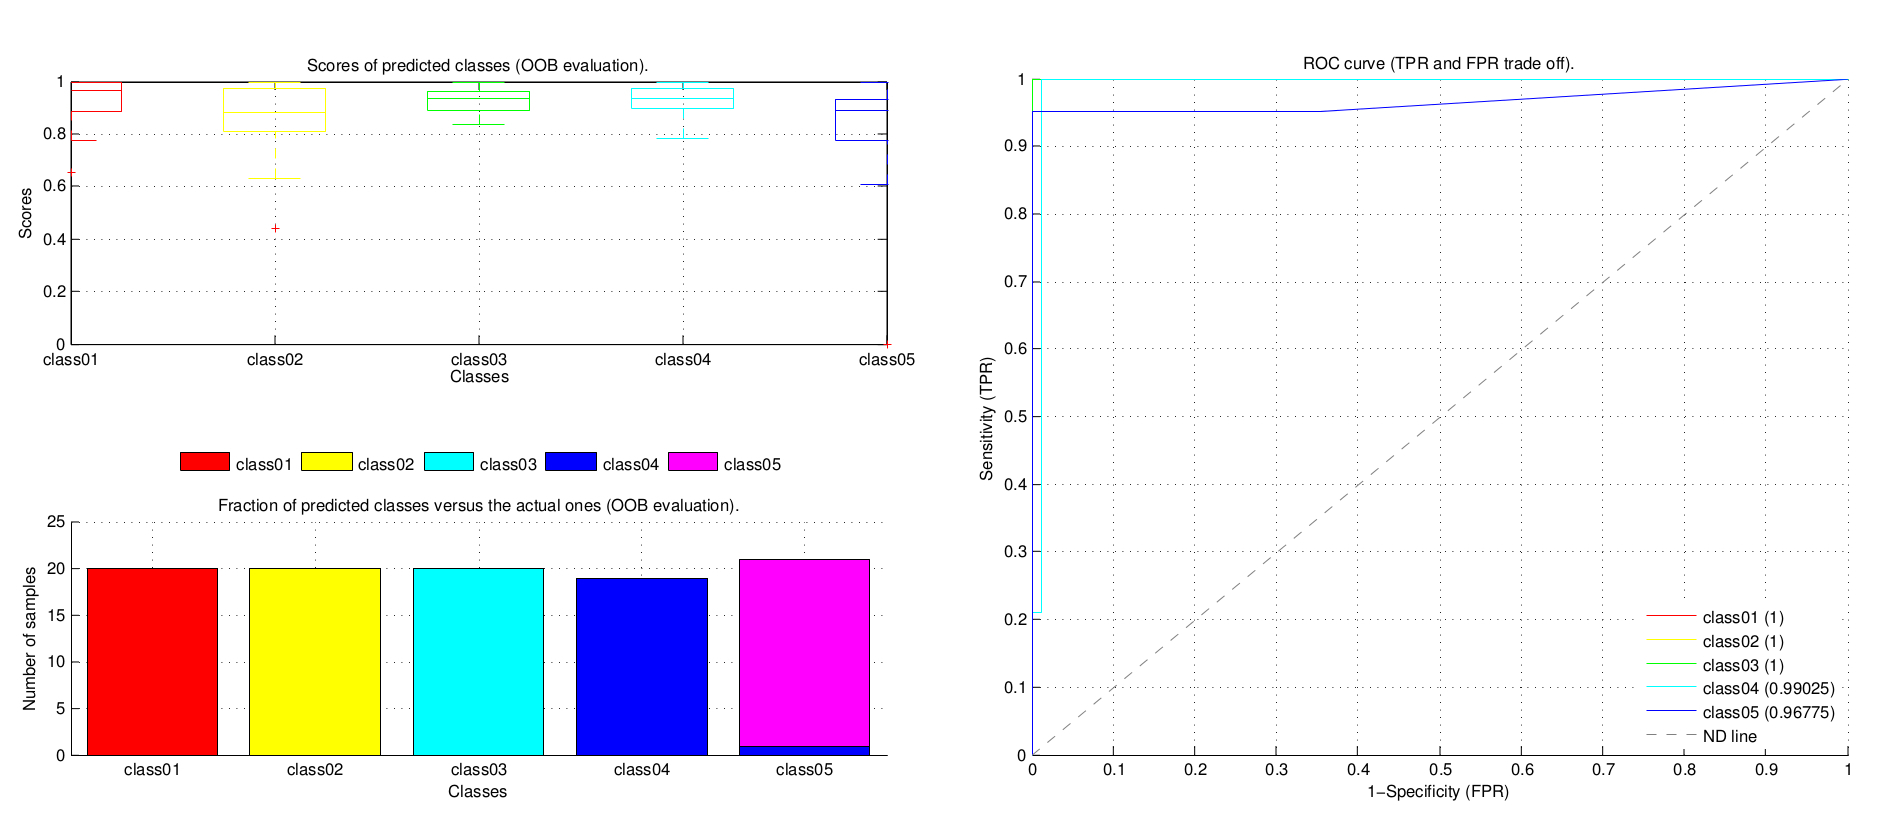 Scores of predicted classes (OOB evaluation).
1
0.8
0.6
0.4
0.2
0
Scores
class01 class02 class03 class04 class05
Classes
class01 class02 class03 class04 class05
Fraction of predicted classes versus the actual ones (OOB evaluation).
25
20
15
10
5
0
Number of samples
class01 class02 class03 class04 class05
Classes
ROC curve (TPR and FPR trade off).
1
0.9
0.8
0.7
0.6
0.5
0.4
0.3
0.2
0.1
0
Sensitivity (TPR)
class01 (1)
class02 (1)
class03 (1)
class04 (0.99025)
class05 (0.96775)
ND line
0 0.1 0.2 0.3 0.4 0.5 0.6 0.7 0.8 0.9 1
1−Specificity (FPR)